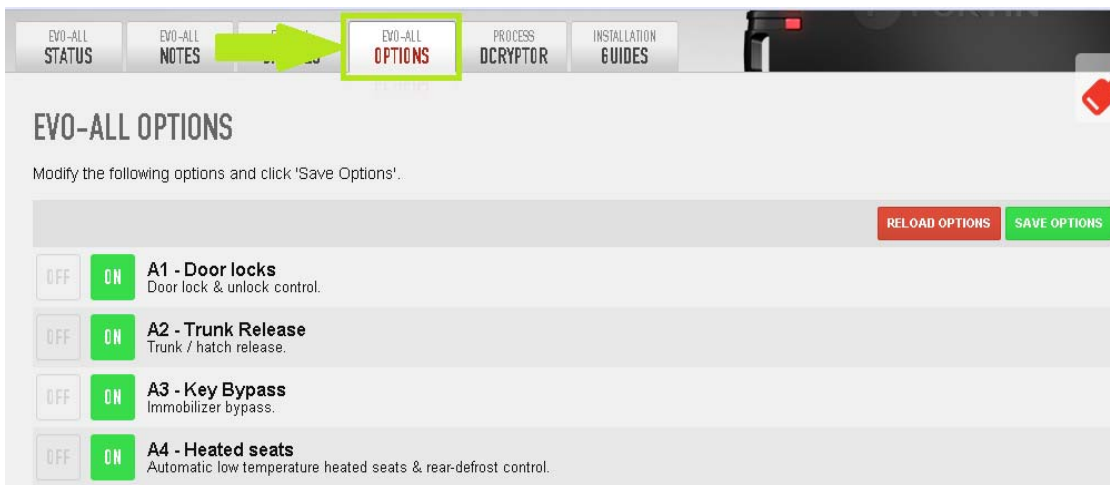 EVO-ALL
STATUS
EVO-ALL
NOTES
EVO-ALL
OPTIONS
PROCESS
DCRYPTOR
INSTALLATION
GUIDES
EVO-ALL OPTIONS
Modify the following options and click 'Save Options'.
RELOAD OPTIONS
SAVE OPTIONS
OFF
ON
A1 - Door locks
Door lock & unlock control.
OFF
ON
A2 - Trunk Release
Trunk / hatch release.
OFF
ON
A3 - Key Bypass
Immobilizer bypass.
OFF
ON
A4 - Heated seats
Automatic low temperature heated seats & rear-defrost control.